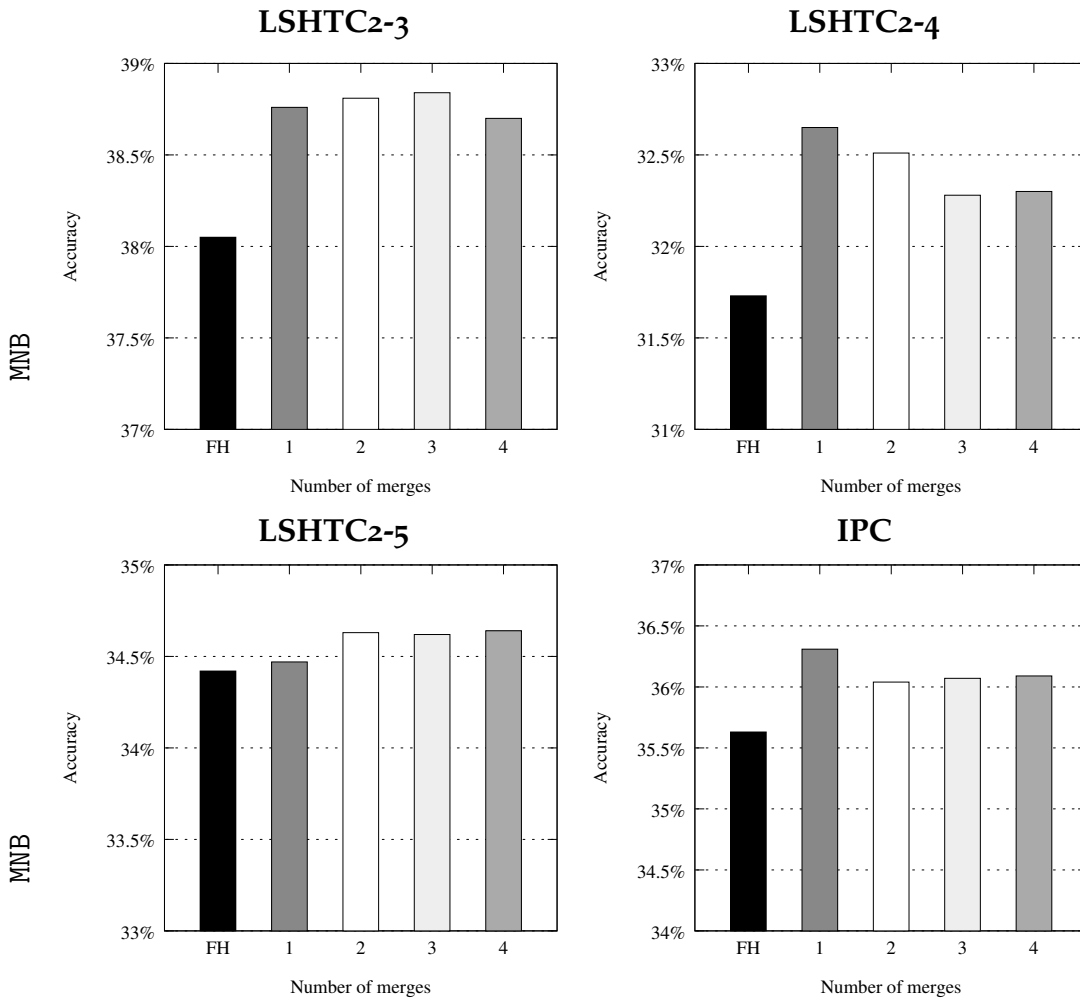 LSHTC2-3
39%
38.5%
38%
37.5%
37%
Accuracy
FH 1 2 3 4
Number of merges
MNB
LSHTC2-4
33%
32.5%
32%
31.5%
31%
Accuracy
FH 1 2 3 4
Number of merges
LSHTC2-5
35%
34.5%
34%
33.5%
33%
Accuracy
FH 1 2 3 4
Number of merges
MNB
IPC
37%
36.5%
36%
35.5%
35%
34.5%
34%
Accuracy
FH 1 2 3 4
Number of merges